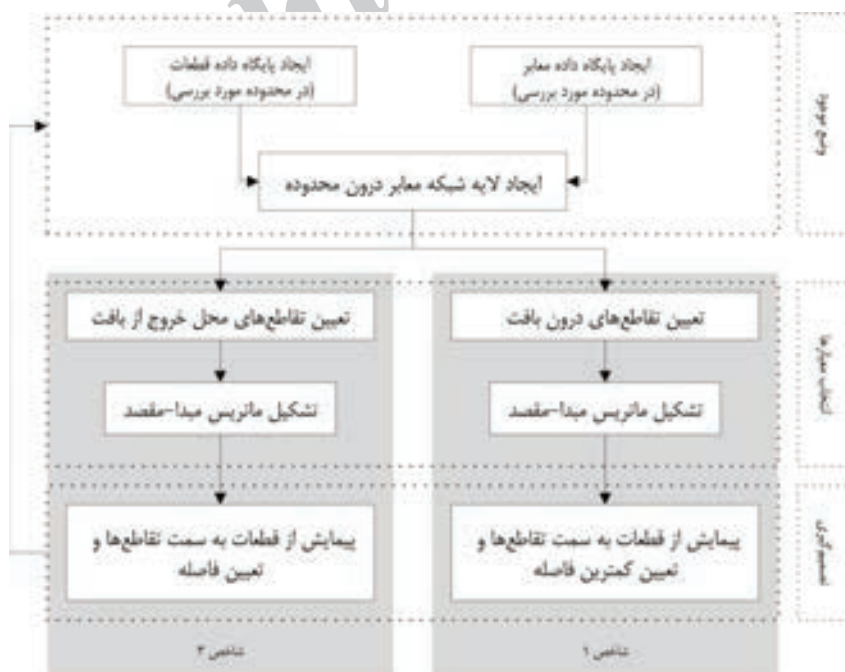 ایجاد پایگاه داده معابر
(در محدوده مورد بررسی)
ایجاد پایگاه داده قطعات
(در محدوده مورد بررسی)
وضع موجود
ایجاد لایه شبکه معابر درون محدوده
تعیین تقاطع‌های درون بافت
تعیین تقاطع‌های محل خروج از بافت
انتخاب معیارها
تشکیل ماتریس مبدا-مقصد
تشکیل ماتریس مبدا-مقصد
پیمایش از قطعات به سمت تقاطع‌ها و
تعیین کمترین فاصله
پیمایش از قطعات به سمت تقاطع‌ها و
تعیین فاصله
تصمیم گیری
شاخص ۱
شاخص